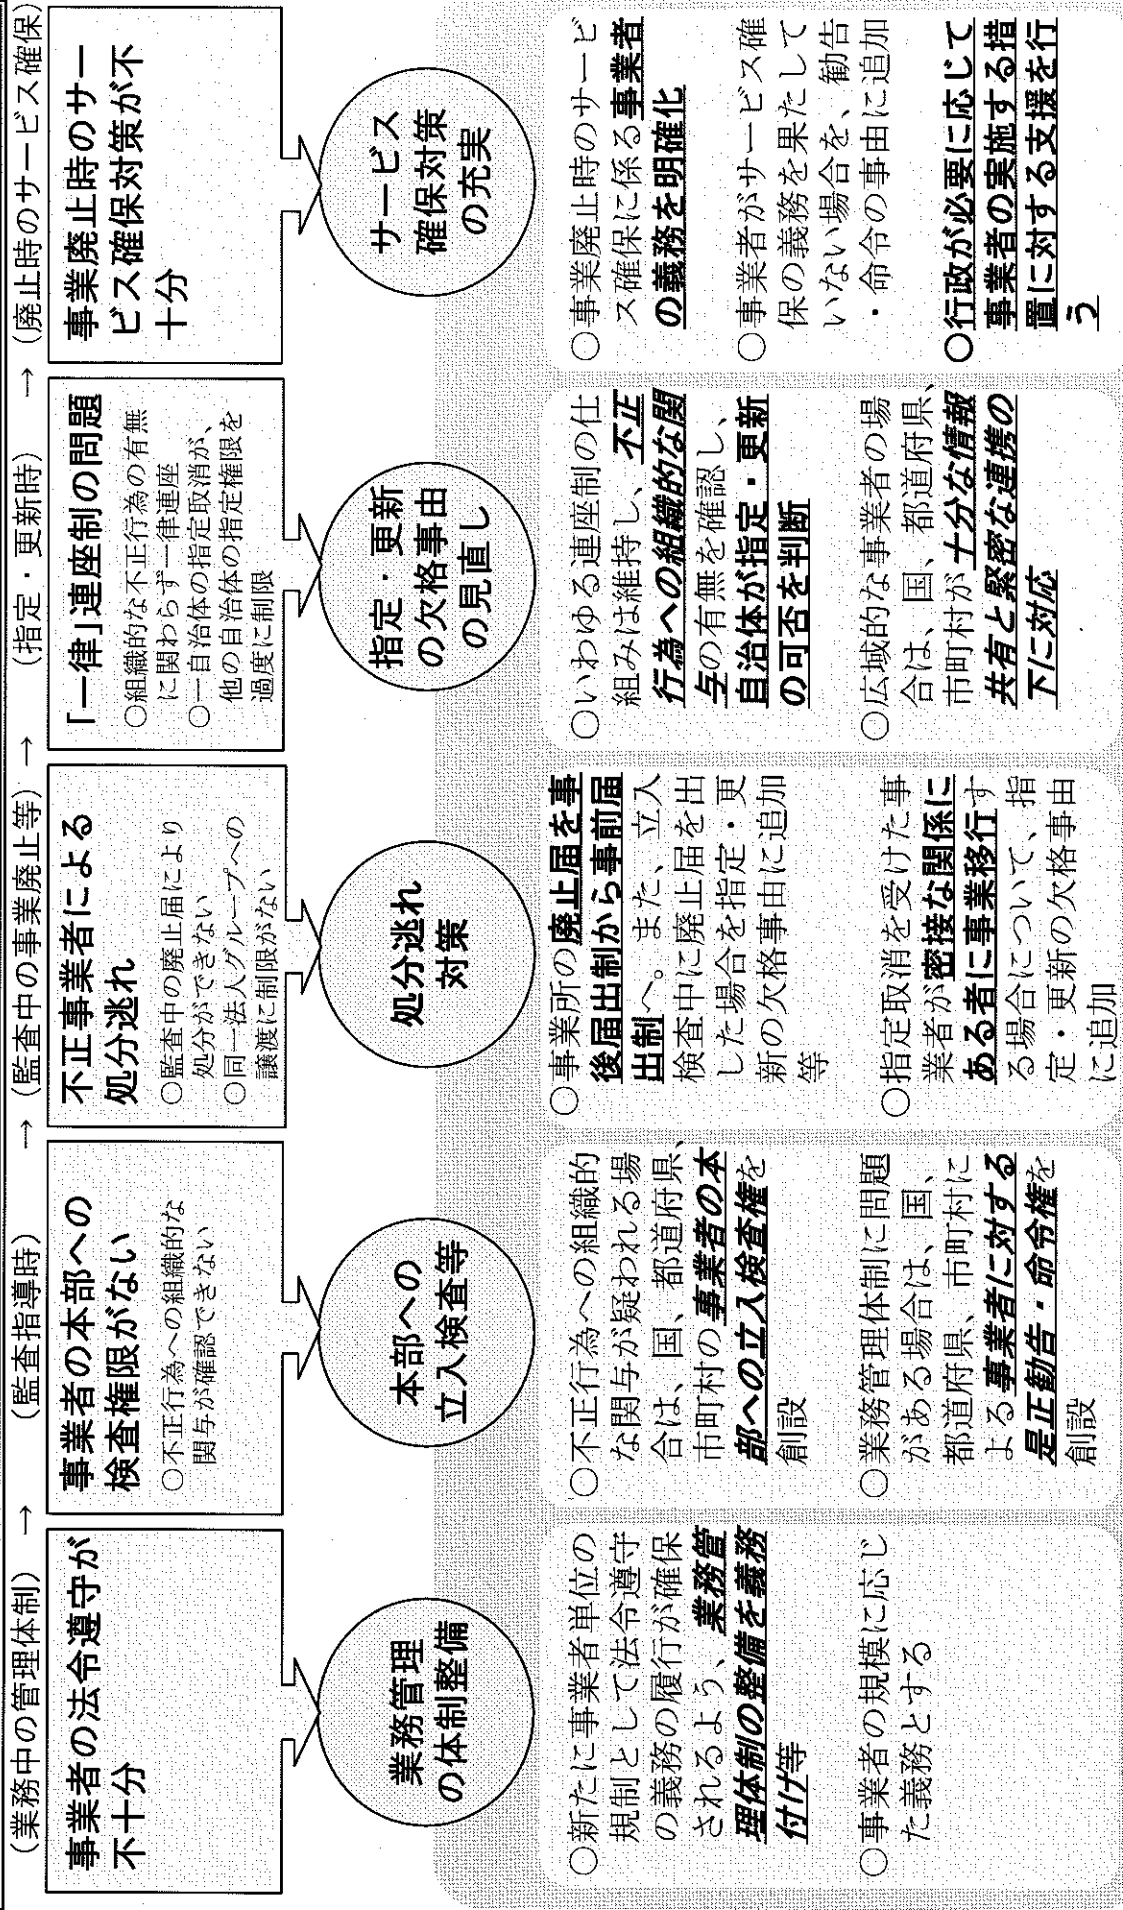 （業務中の管理体制） → （監査指導時） → （監査中の事業廃止等） → （指定・更新時） → （廃止時のサービス確保）
事業者の法令遵守が
不十分
業務管理
の体制整備
○新たに事業者単位の
規制として法令遵守
の義務の履行が確保
されるよう、業務管
理体制の整備を義務
付け等
○事業者の規模に応じ
た義務とする
事業者の本部への
検査権限がない
○不正行為への組織的な
関与が確認できない
本部への
立入検査等
○不正行為への組織的
な関与が疑われる場
合は、国、都道府県、
市町村の事業者の本
部への立入検査権を
創設
○業務管理体制に問題
がある場合は、国、
都道府県、市町村に
よる事業者に対する
是正勧告・命令権を
創設
不正事業者による
処分逃れ
○監査中の廃止届により
処分ができない
○同一法人グループへの
譲渡に制限がない
処分逃れ
対策
○事業所の廃止届を事
後届出制から事前届
出制へ。また、立入
検査中に廃止届を出
した場合を指定・更
新の欠格事由に追加
等
○指定取消を受けた事
業者が密接な関係に
ある者に事業移行す
る場合について、指
定・更新の欠格事由
に追加
「一律」連座制の問題
○組織的な不正行為の有無
に関わらず一律連座
○一自治体の指定取消が、
他の自治体の指定権限を
過度に制限
指定・更新
の欠格事由
の見直し
○いわゆる連座制の仕
組みは維持し、不正
行為への組織的な関
与の有無を確認し、
自治体が指定・更新
の可否を判断
○広域的な事業者の場
合は、国、都道府県、
市町村が十分な情報
共有と緊密な連携の
下に対応
事業廃止時のサー
ビス確保対策が不
十分
サービス
確保対策
の充実
○事業廃止時のサービ
ス確保に係る事業者
の義務を明確化
○事業者がサービス確
保の義務を果たして
いない場合を、勧告
・命令の事由に追加
○行政が必要に応じて
事業者の実施する措
置に対する支援を行
う